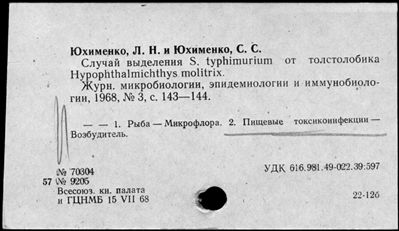 Юхименко, Л. Н. и Юхименко, С. С.
Случай выделения S. typhimurium от толстолобика
Hypophthalmichthys molitrix.
Журн. микробиологии, эпидемиологии и иммунобиоло-
гии, 1968, № 3, с. 143—144.
— — 1. Рыба — Микрофлора. 2. Пищевые токсикоинфекции —
Возбудитель.
№ 70304
57 № 9205
Всесоюз. кн. палата
и ГЦНМБ 15 VII 68
УДК 616.981.49-022.39:597
22-12б